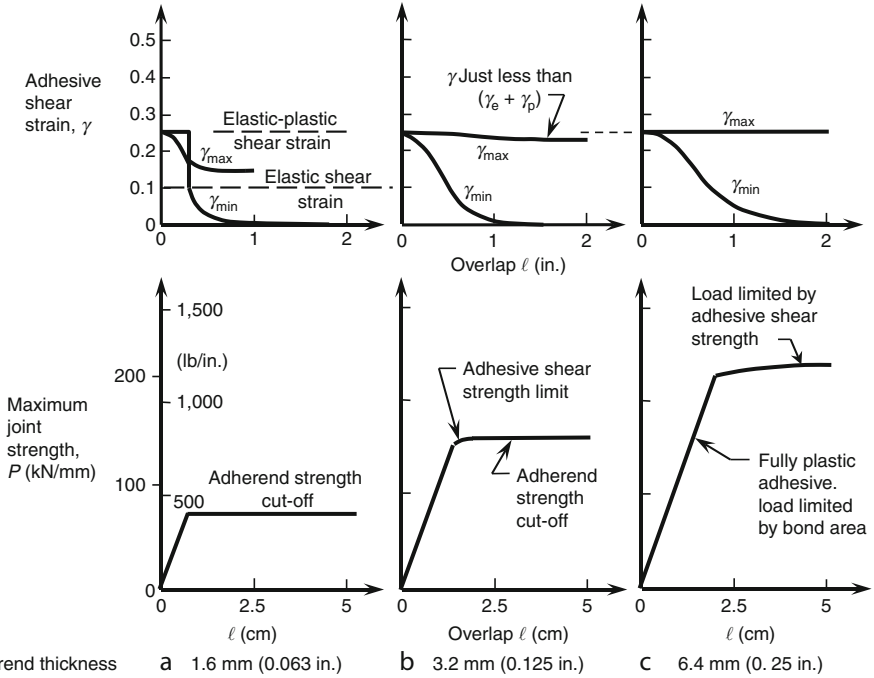 Adhesive
shear
strain, γ
0.5
0.4
0.3
0.2
0.1
0
Elastic-plastic
shear strain
γmax
Elastic shear
strain
γmin
0 1 2
γ Just less than
(γe + γp)
γmax
γmin
0 1 2
Overlap ℓ (in.)
γmax
γmin
0 1 2
Maximum
joint
strength,
P (kN/mm)
200
100
0
1,500
(lb/in.)
1,000
500
Adherend strength
cut-off
0 2.5 5
ℓ (cm)
Adhesive shear
strength limit
Adherend
strength
cut-off
0 2.5 5
Overlap ℓ (cm)
Load limited by
adhesive shear
strength
Fully plastic
adhesive.
load limited
by bond area
0 2.5 5
ℓ (cm)
rend thickness
a 1.6 mm (0.063 in.)
b 3.2 mm (0.125 in.)
c 6.4 mm (0. 25 in.)